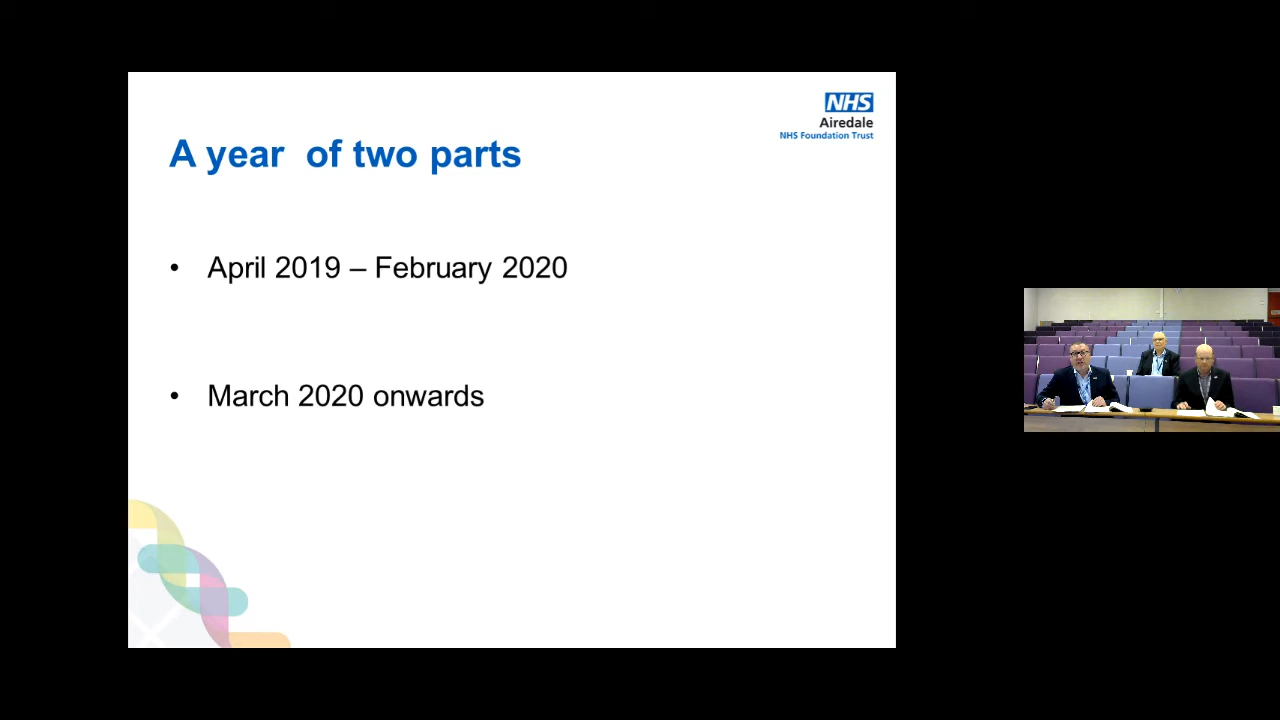 NHS
Airedale
NHS Foundation Trust
A year  of two parts
• April 2019 – February 2020
• March 2020 onwards